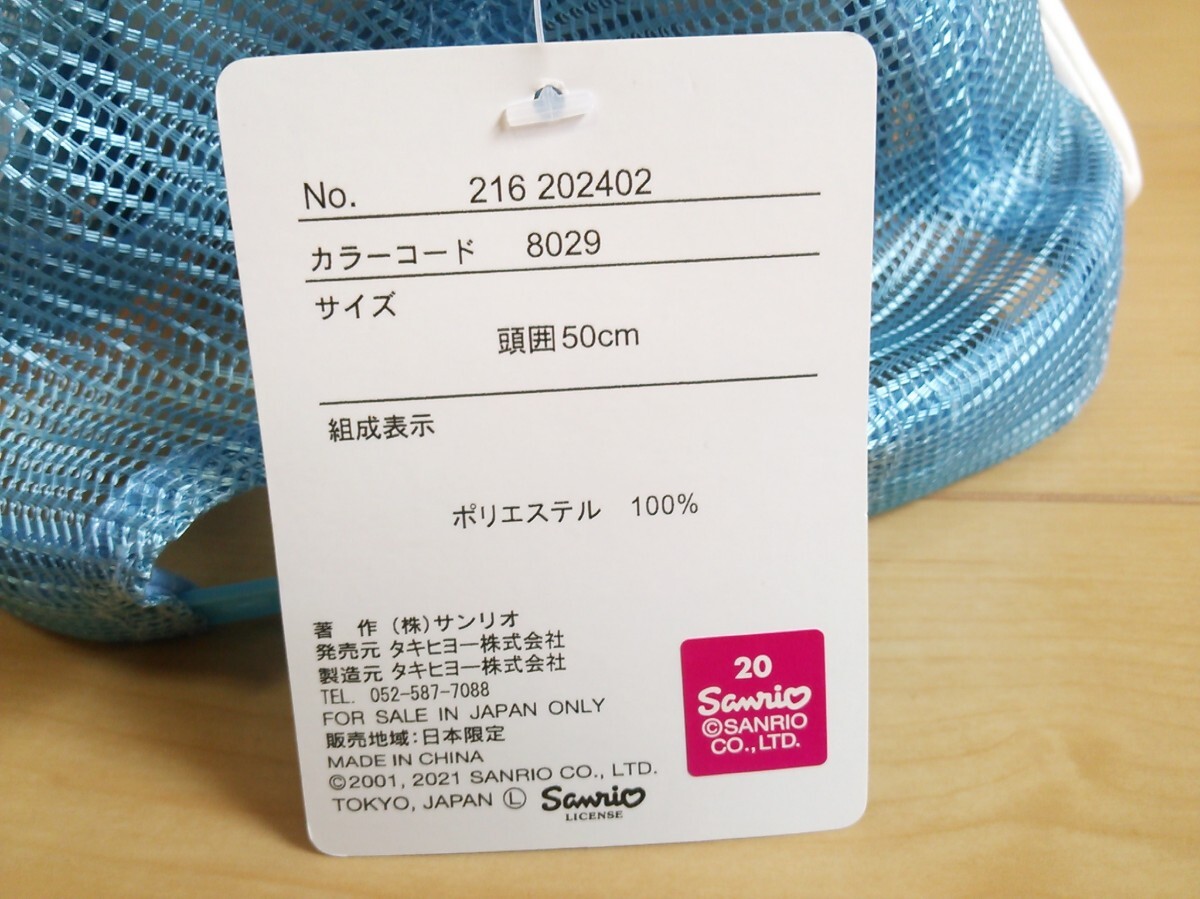 No. 216 202402
カラーコード 8029
サイズ
頭囲50cm
組成表示
ポリエステル 100%
著 作 (株)サンリオ
発売元 タキヒヨー株式会社
製造元 タキヒヨー株式会社
TEL. 052-587-7088
FOR SALE IN JAPAN ONLY
販売地域:日本限定
MADE IN CHINA
©2001, 2021 SANRIO CO., LTD.
TOKYO, JAPAN Ⓛ Sanrio
LICENSE
20
Sanrio
©SANRIO
CO.,LTD.